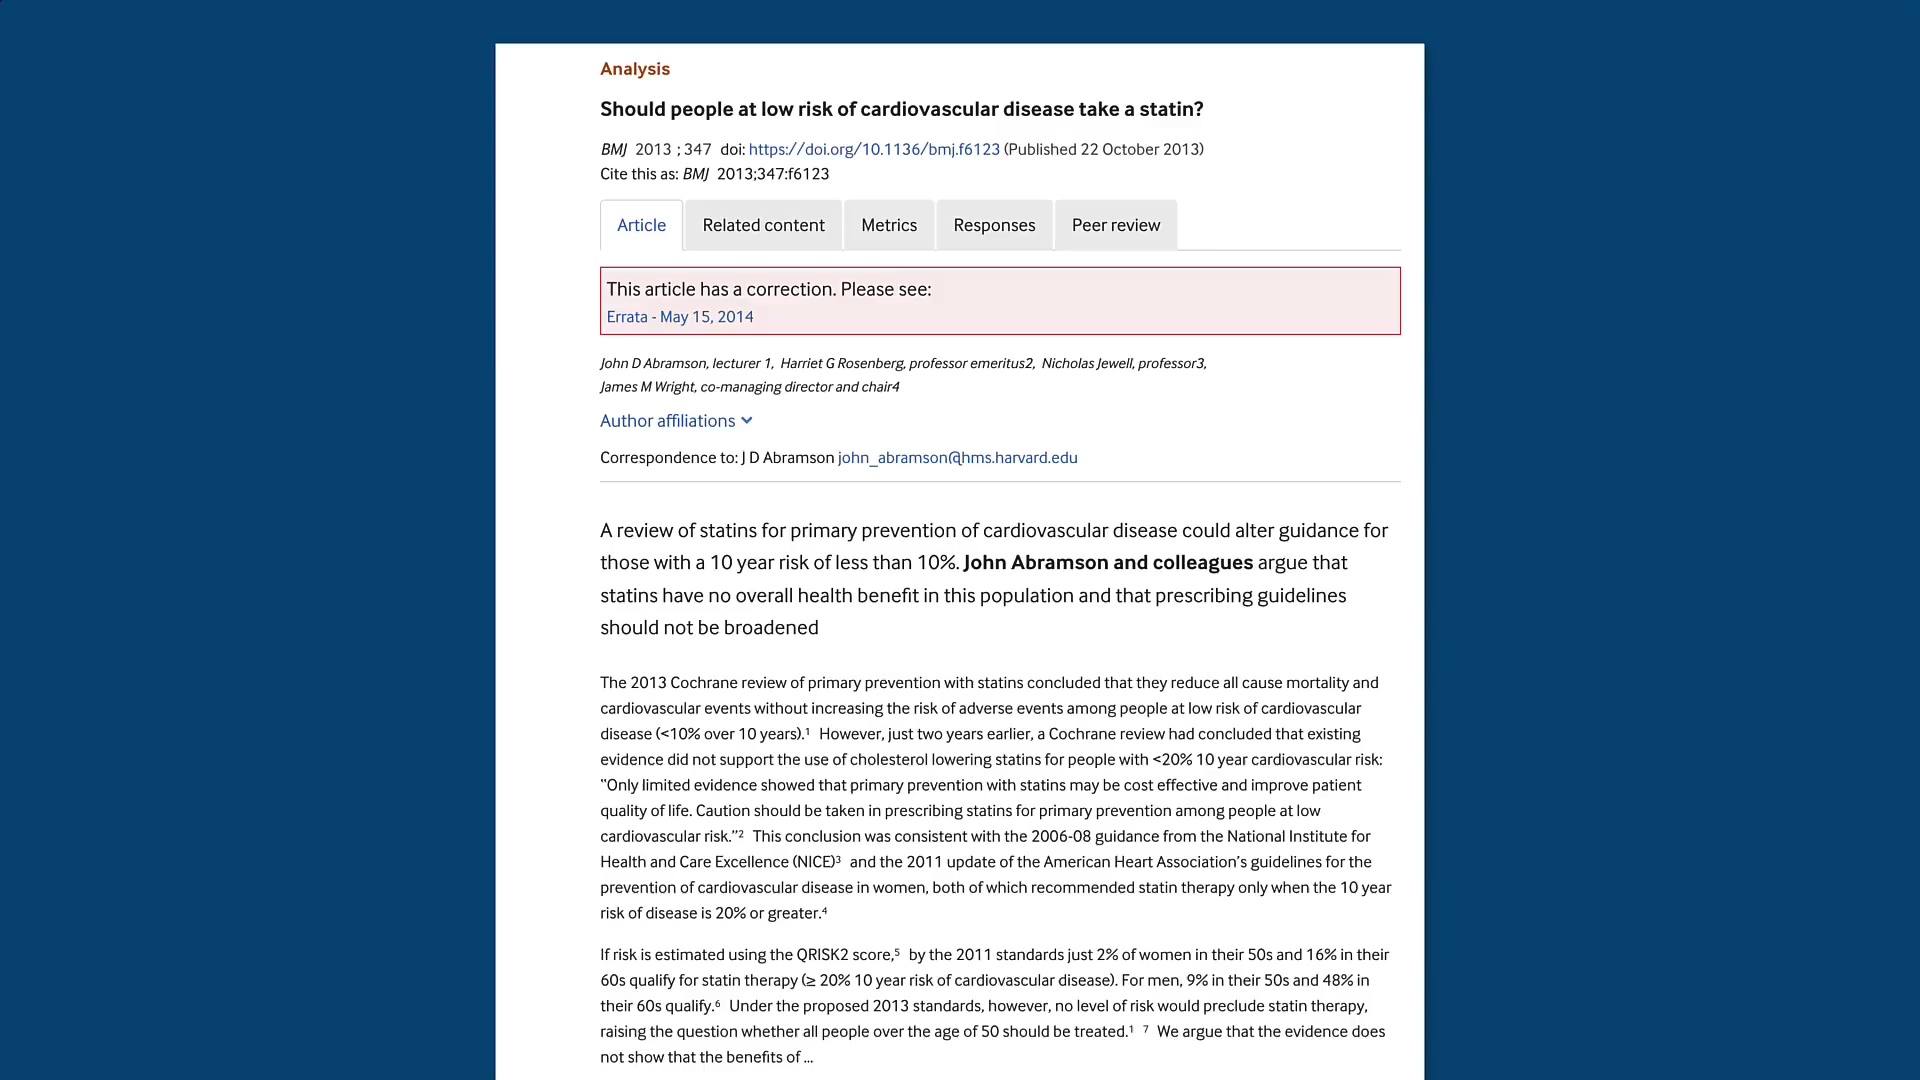 Analysis
Should people at low risk of cardiovascular disease take a statin?
BMJ 2013 ; 347 doi: https://doi.org/10.1136/bmj.f6123 (Published 22 October 2013)
Cite this as: BMJ 2013;347:f6123
Article Related content Metrics Responses Peer review
This article has a correction. Please see:
Errata - May 15, 2014
John D Abramson, lecturer 1, Harriet G Rosenberg, professor emeritus2, Nicholas Jewell, professor3,
James M Wright, co-managing director and chair4
Author affiliations
Correspondence to: J D Abramson john_abramson@hms.harvard.edu
A review of statins for primary prevention of cardiovascular disease could alter guidance for
those with a 10 year risk of less than 10%. John Abramson and colleagues argue that
statins have no overall health benefit in this population and that prescribing guidelines
should not be broadened
The 2013 Cochrane review of primary prevention with statins concluded that they reduce all cause mortality and
cardiovascular events without increasing the risk of adverse events among people at low risk of cardiovascular
disease (<10% over 10 years).¹ However, just two years earlier, a Cochrane review had concluded that existing
evidence did not support the use of cholesterol lowering statins for people with <20% 10 year cardiovascular risk:
"Only limited evidence showed that primary prevention with statins may be cost effective and improve patient
quality of life. Caution should be taken in prescribing statins for primary prevention among people at low
cardiovascular risk."² This conclusion was consistent with the 2006-08 guidance from the National Institute for
Health and Care Excellence (NICE)³ and the 2011 update of the American Heart Association's guidelines for the
prevention of cardiovascular disease in women, both of which recommended statin therapy only when the 10 year
risk of disease is 20% or greater.⁴
If risk is estimated using the QRISK2 score,⁵ by the 2011 standards just 2% of women in their 50s and 16% in their
60s qualify for statin therapy (≥ 20% 10 year risk of cardiovascular disease). For men, 9% in their 50s and 48% in
their 60s qualify.⁶ Under the proposed 2013 standards, however, no level of risk would preclude statin therapy,
raising the question whether all people over the age of 50 should be treated.¹ ⁷ We argue that the evidence does
not show that the benefits of ...